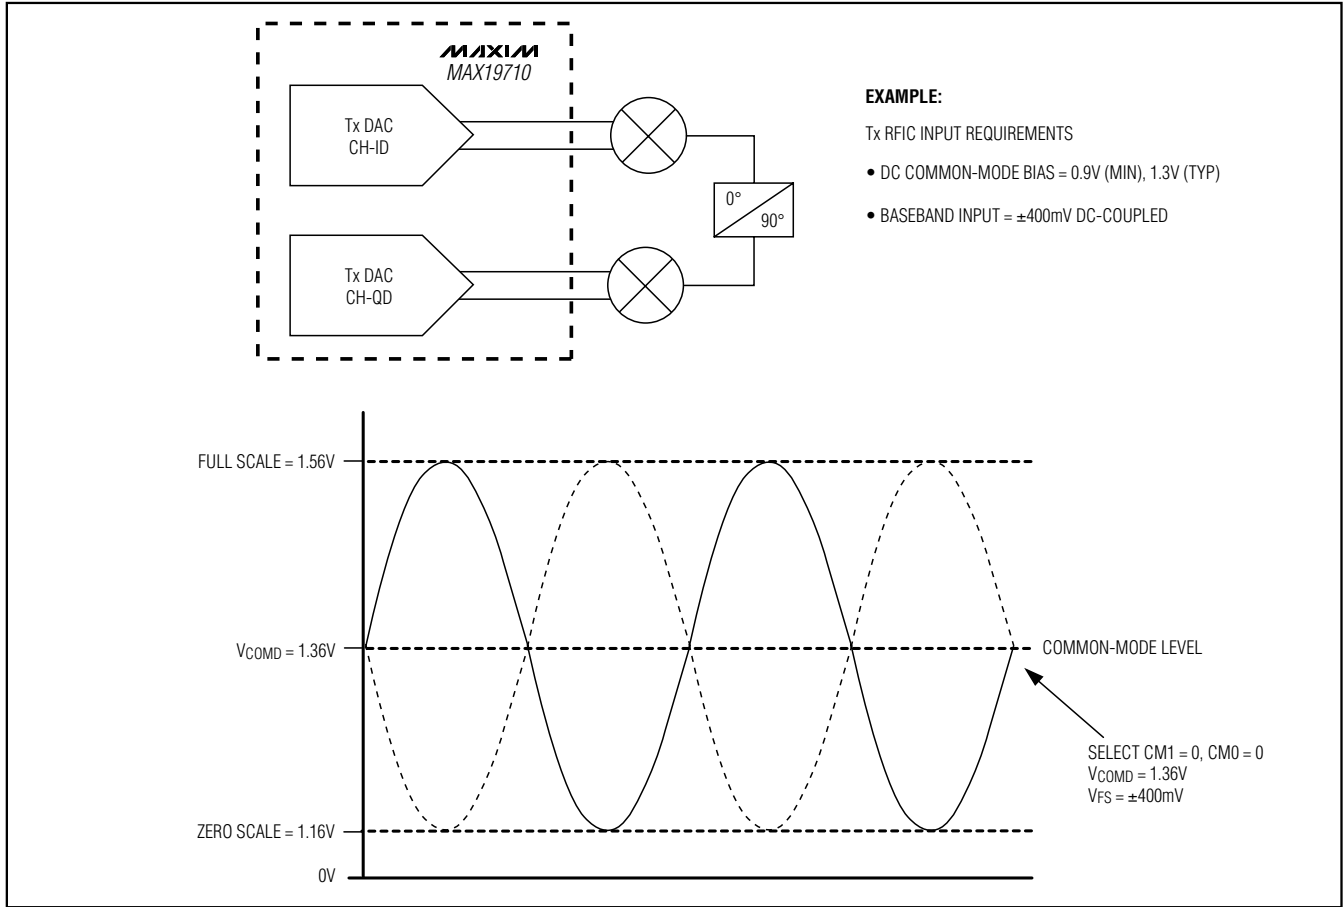 MAXIM
MAX19710
Tx DAC
CH-ID
Tx DAC
CH-QD
0°
90°
EXAMPLE:
Tx RFIC INPUT REQUIREMENTS
• DC COMMON-MODE BIAS = 0.9V (MIN), 1.3V (TYP)
• BASEBAND INPUT = ±400mV DC-COUPLED
FULL SCALE = 1.56V
VCOMD = 1.36V
COMMON-MODE LEVEL
SELECT CM1 = 0, CM0 = 0
VCOMD = 1.36V
VFS = ±400mV
ZERO SCALE = 1.16V
0V